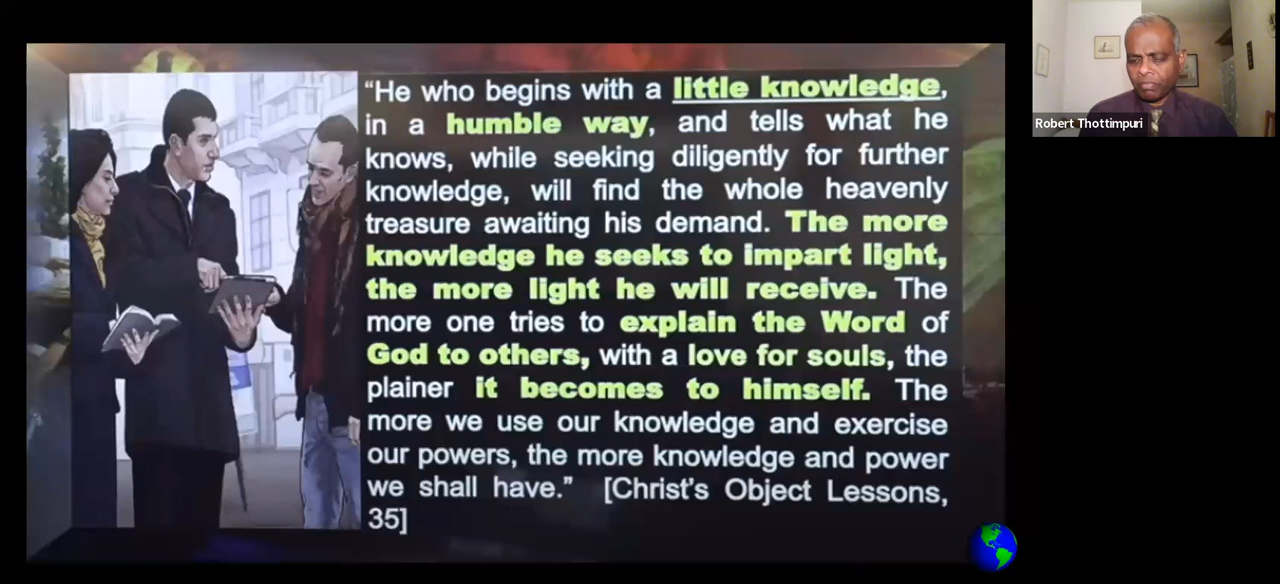 “He who begins with a little knowledge,
in a humble way, and tells what he
knows, while seeking diligently for further
knowledge, will find the whole heavenly
treasure awaiting his demand. The more
knowledge he seeks to impart light,
the more light he will receive. The
more one tries to explain the Word of
God to others, with a love for souls, the
plainer it becomes to himself. The
more we use our knowledge and exercise
our powers, the more knowledge and power
we shall have.” [Christ's Object Lessons,
35]
Robert Thottimpuri